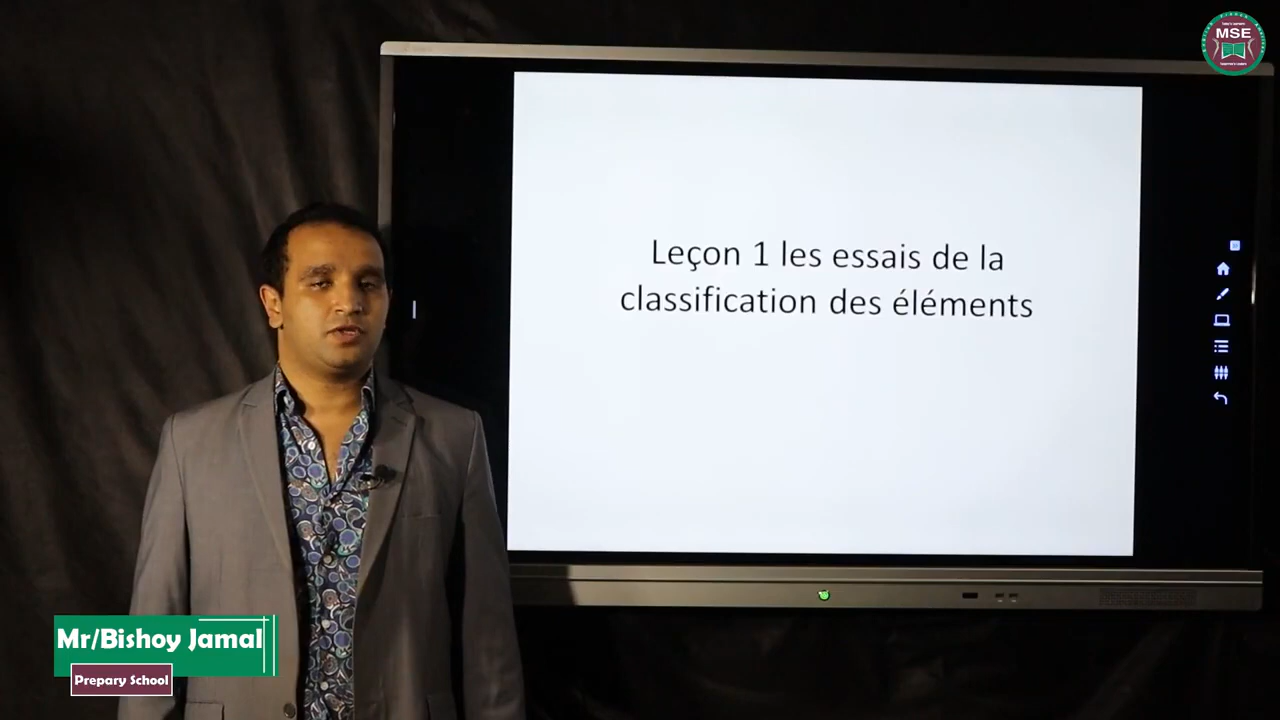 MSE
Leçon 1 les essais de la
classification des éléments
Mr/Bishoy Jamal
Prepary School